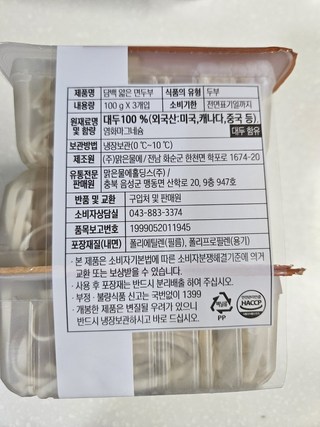 제품명 담백 얇은 면두부 식품의 유형 두부
내용량 100 g X 3개입 소비기한 전면표기일까지
원재료명 및 함량 대두100 %(외국산:미국,캐나다,중국 등)
염화마그네슘 대두 함유
보관방법 냉장보관(0 ℃~10 ℃)
제조원 (주)맑은물에/전남 화순군 한천면 학포로 1674-20
유통전문판매원 맑은물에홀딩스(주)/
충북 음성군 맹동면 산학로 20, 9층 947호
반품 및 교환 구입처 및 판매원
소비자상담실 043-883-3374
품목보고번호 1999052011945
포장재질(내면) 폴리에틸렌(필름), 폴리프로필렌(용기)
· 본 제품은 소비자기본법에 따른 소비자분쟁해결기준에 의거
교환 또는 보상받을 수 있습니다.
· 사용 후 포장재는 반드시 분리배출 하여 주십시오.
· 부정 · 불량식품 신고는 국번없이 1399
· 개봉한 제품은 변질될 우려가 있으니
반드시 냉장보관하시고 바로 드십시오.
비닐류
PP
HACCP